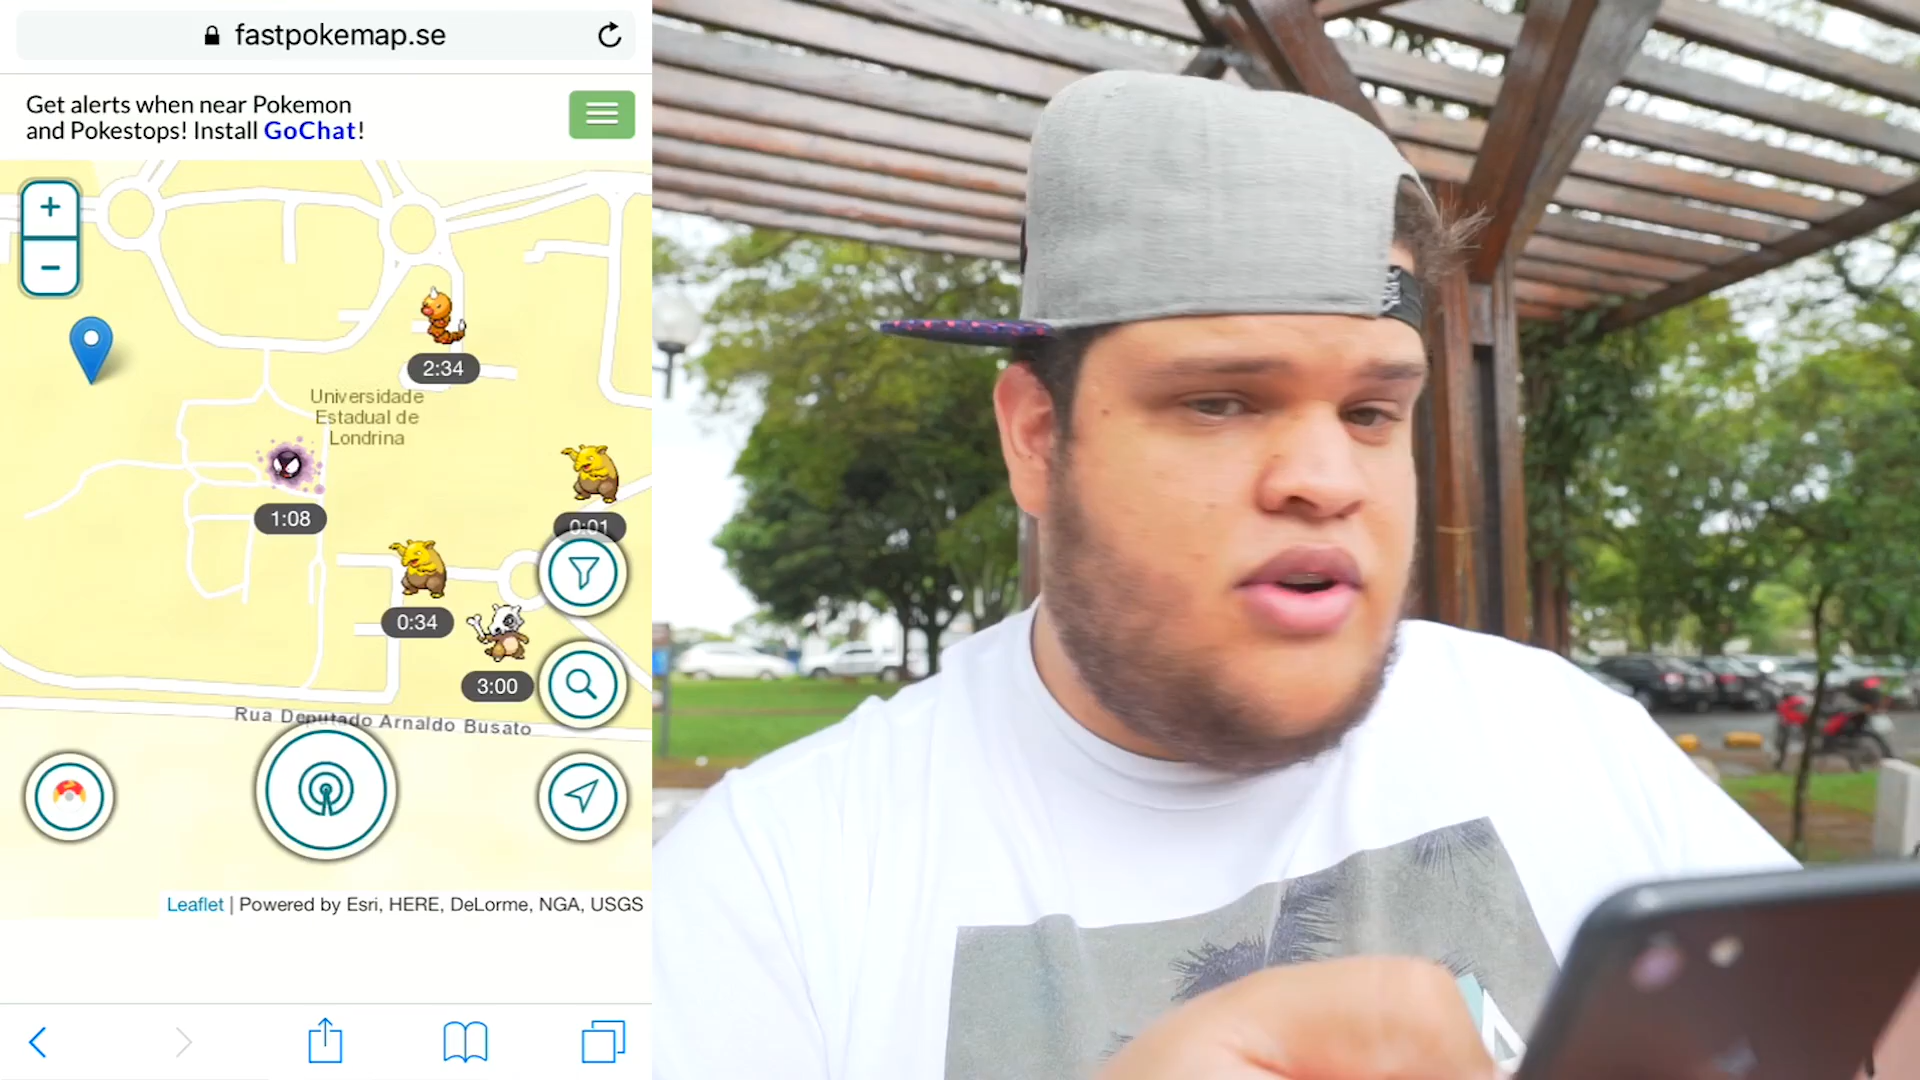 fastpokemap.se
Get alerts when near Pokemon
and Pokestops! Install GoChat!
+
−
2:34
Universidade
Estadual de
Londrina
1:08
0:01
0:34
3:00
Rua Deputado Arnaldo Busato
Leaflet | Powered by Esri, HERE, DeLorme, NGA, USGS